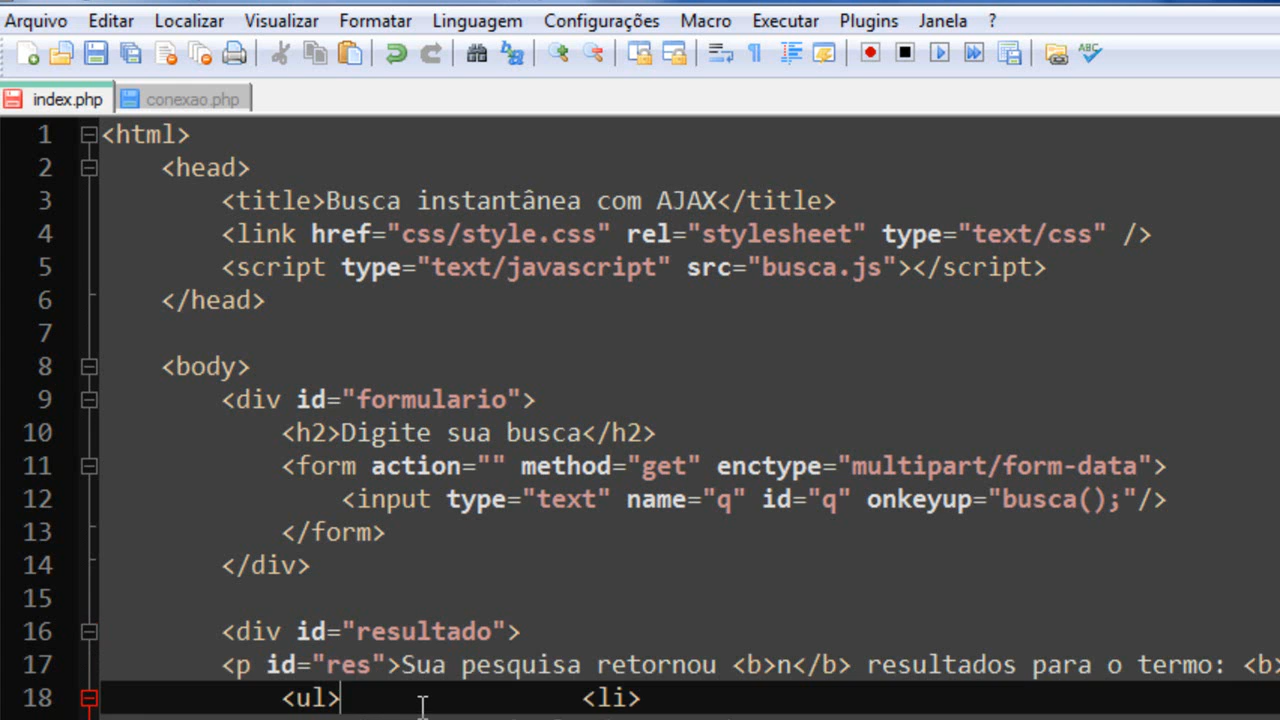 Arquivo Editar Localizar Visualizar Formatar Linguagem Configurações Macro Executar Plugins Janela ?
index.php conexao.php
1 <html>
2 <head>
3 <title>Busca instantânea com AJAX</title>
4 <link href="css/style.css" rel="stylesheet" type="text/css" />
5 <script type="text/javascript" src="busca.js"></script>
6 </head>
7
8 <body>
9 <div id="formulario">
10 <h2>Digite sua busca</h2>
11 <form action="" method="get" enctype="multipart/form-data">
12 <input type="text" name="q" id="q" onkeyup="busca();"/>
13 </form>
14 </div>
15
16 <div id="resultado">
17 <p id="res">Sua pesquisa retornou <b>n</b> resultados para o termo: <b>
18 <ul> <li>